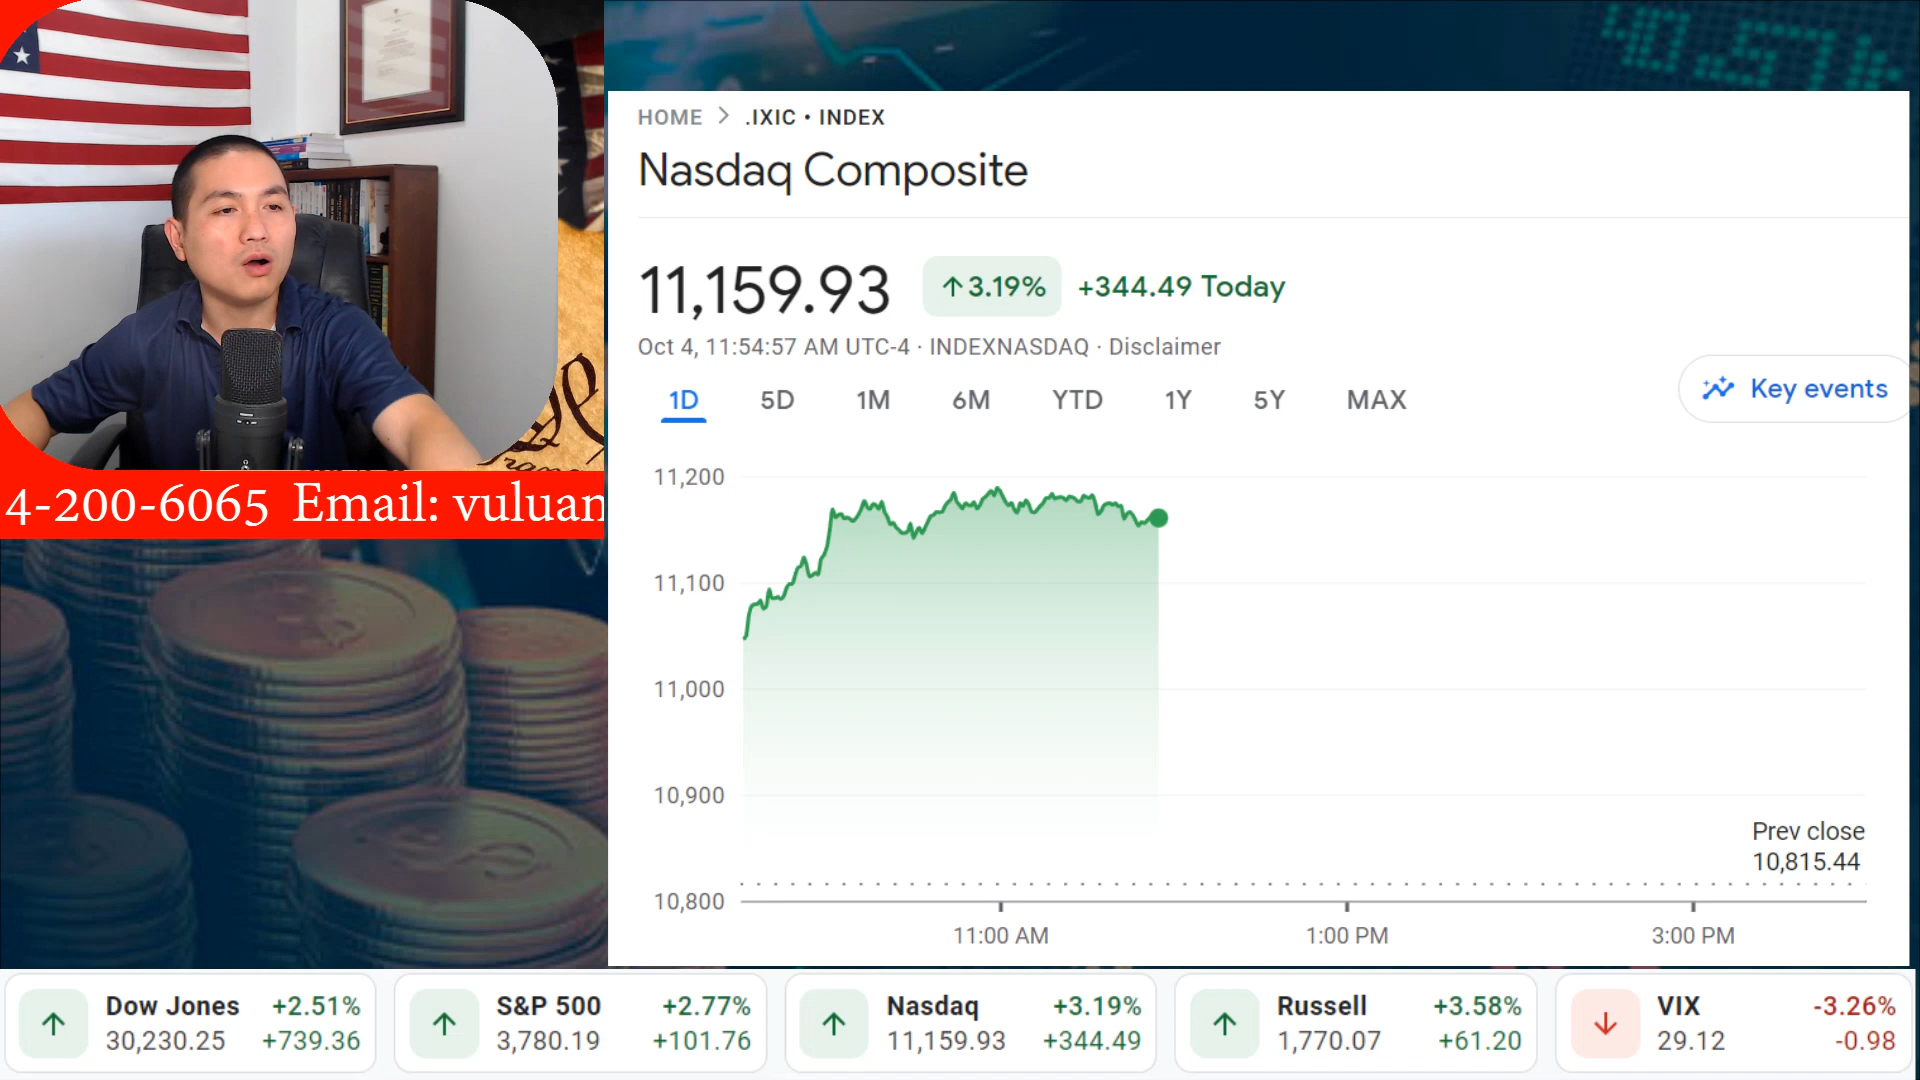 4-200-6065 Email: vuluan
HOME > .IXIC • INDEX
Nasdaq Composite
11,159.93 ↑ 3.19% +344.49 Today
Oct 4, 11:54:57 AM UTC-4 · INDEXNASDAQ · Disclaimer
1D 5D 1M 6M YTD 1Y 5Y MAX
Key events
11,200
11,100
11,000
10,900
Prev close
10,815.44
10,800
11:00 AM 1:00 PM 3:00 PM
Dow Jones +2.51%
30,230.25 +739.36
S&P 500 +2.77%
3,780.19 +101.76
Nasdaq +3.19%
11,159.93 +344.49
Russell +3.58%
1,770.07 +61.20
VIX -3.26%
29.12 -0.98